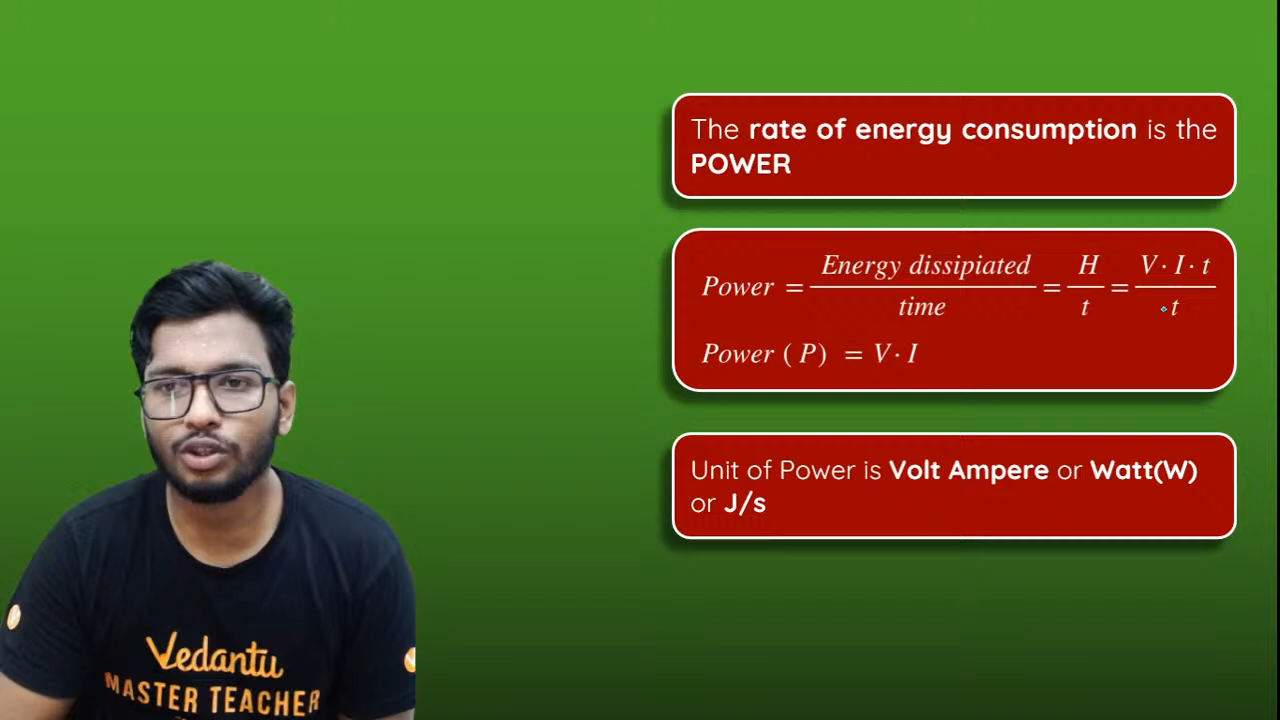 The rate of energy consumption is the
POWER
Power = Energy dissipiated / time = H / t = V · I · t / t
Power ( P) = V · I
Unit of Power is Volt Ampere or Watt(W)
or J/s
Vedantu
MASTER TEACHER